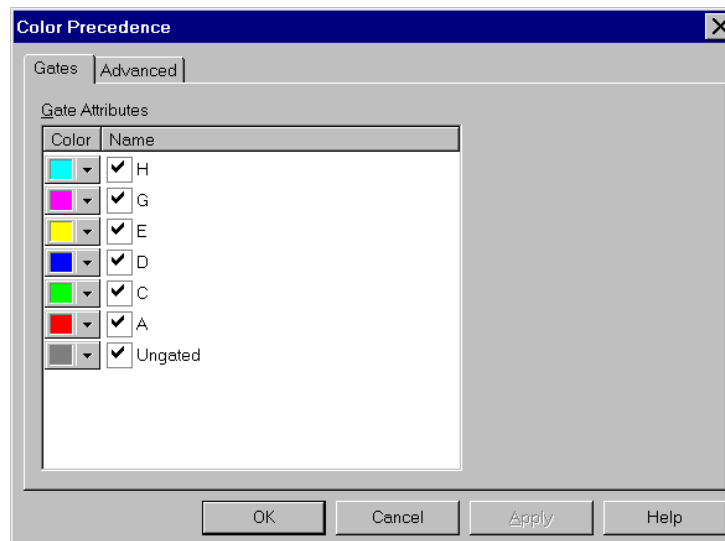 Color Precedence
Gates Advanced
Gate Attributes
Color Name
H
G
E
D
C
A
Ungated
OK Cancel Apply Help